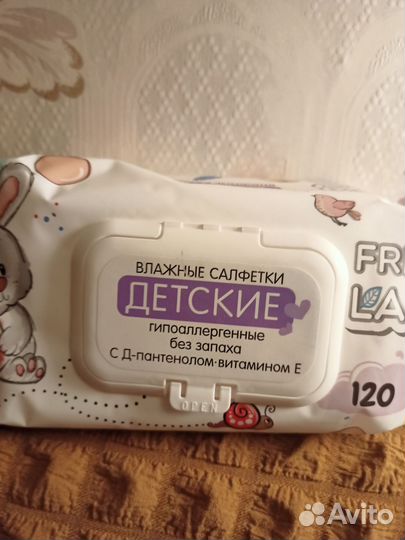 ВЛАЖНЫЕ САЛФЕТКИ
ДЕТСКИЕ
гипоаллергенные
без запаха
С Д-пантенолом·витамином Е
OPEN
120
Avito